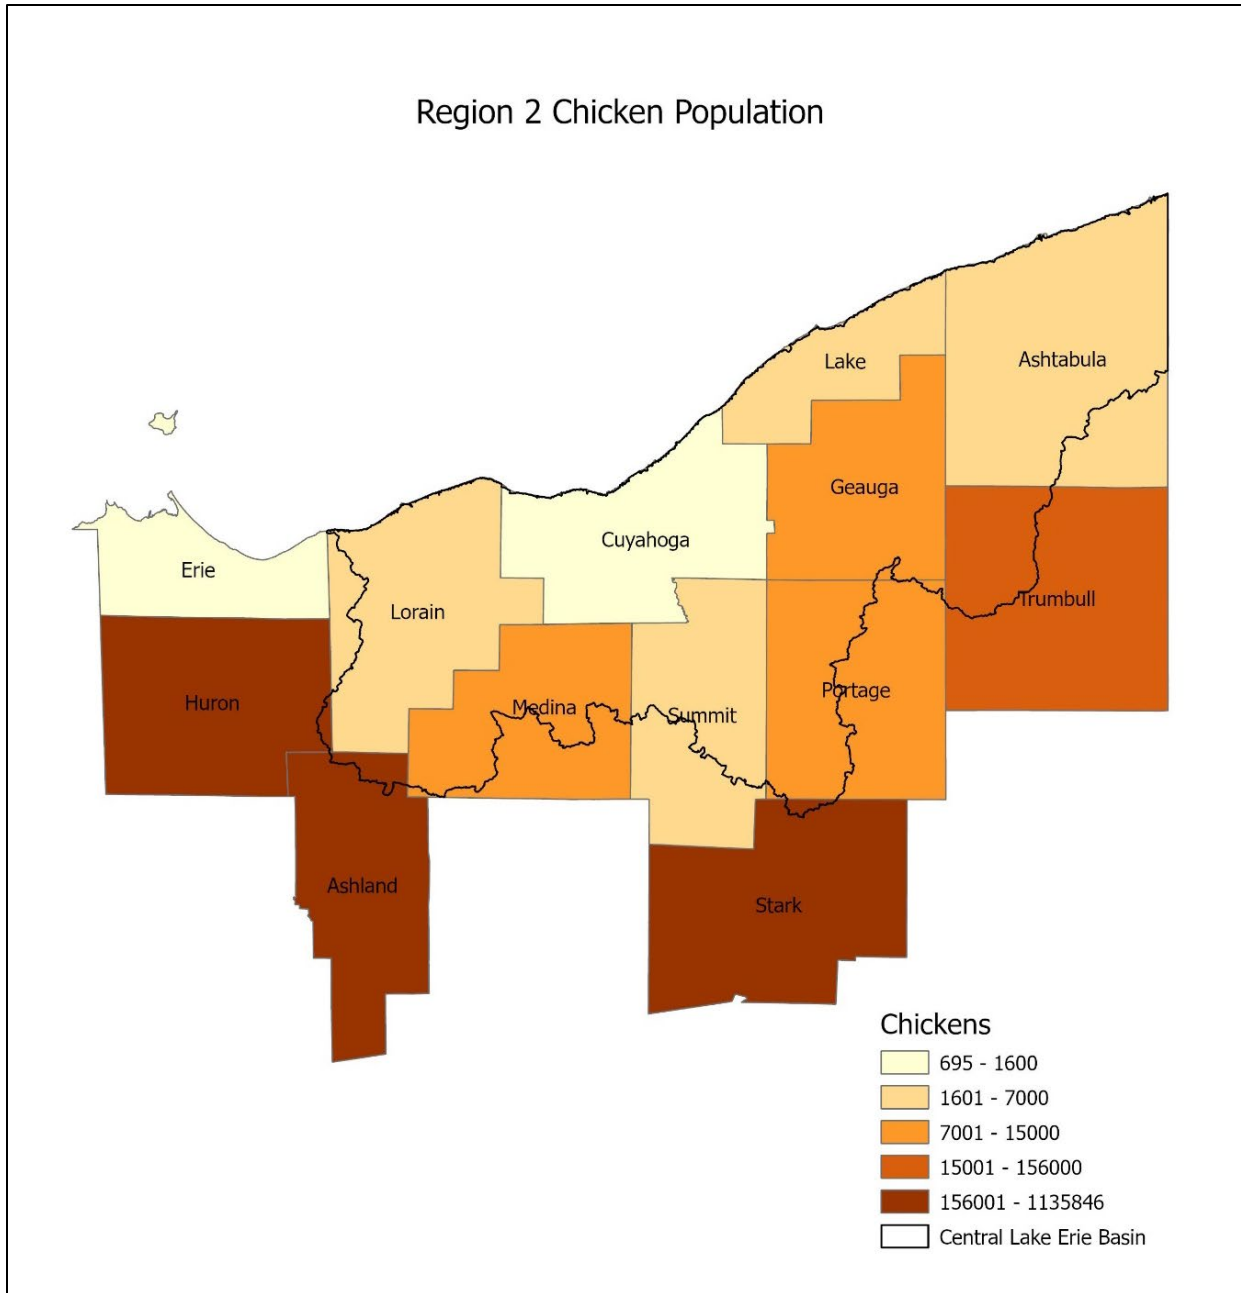 Region 2 Chicken Population
Lake
Ashtabula
Geauga
Cuyahoga
Erie
Trumbull
Lorain
Portage
Huron
Medina
Summit
Ashland
Stark
Chickens
695 - 1600
1601 - 7000
7001 - 15000
15001 - 156000
156001 - 1135846
Central Lake Erie Basin